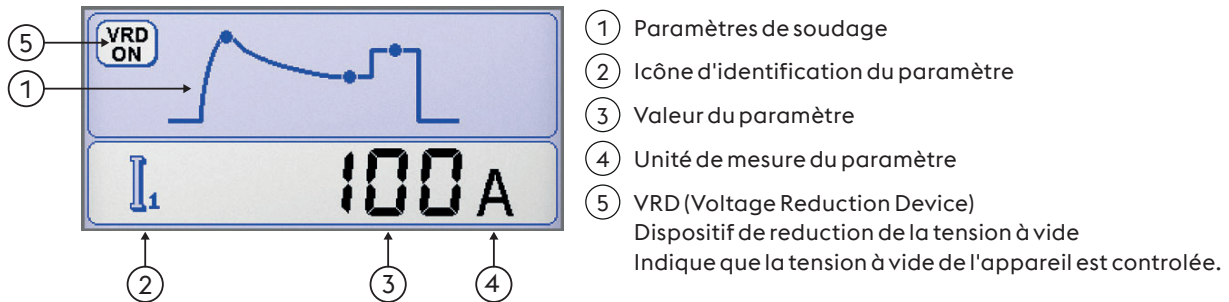 VRD
ON
5
1
I1
100 A
2
3
4
1 Paramètres de soudage
2 Icône d'identification du paramètre
3 Valeur du paramètre
4 Unité de mesure du paramètre
5 VRD (Voltage Reduction Device)
Dispositif de reduction de la tension à vide
Indique que la tension à vide de l'appareil est controlée.